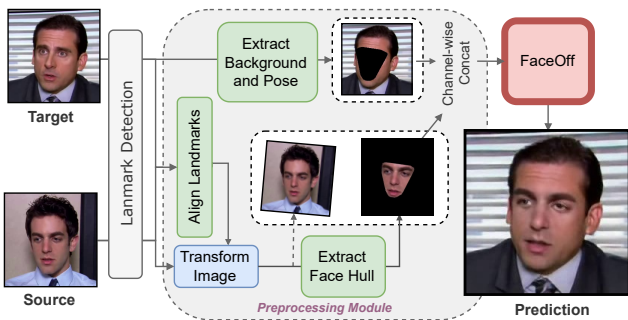 Target
Source
Lanmark Detection
Extract
Background
and Pose
Align Landmarks
Transform
Image
Extract
Face Hull
Preprocessing Module
Channel-wise
Concat
FaceOff
Prediction